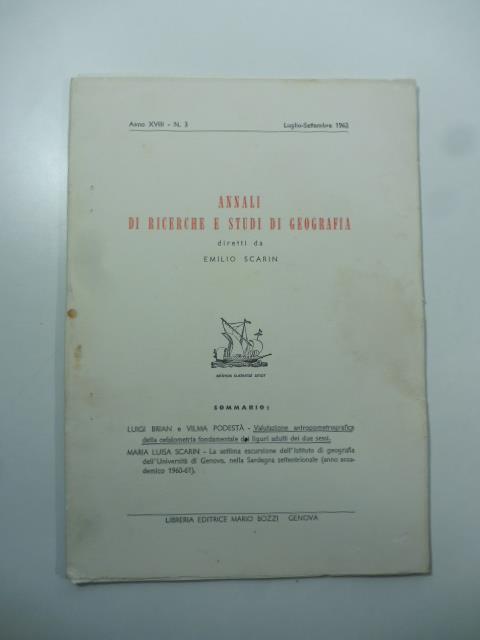 Anno XVIII - N. 3 Luglio-Settembre 1962
ANNALI
DI RICERCHE E STUDI DI GEOGRAFIA
diretti da
EMILIO SCARIN
SOMMARIO:
LUIGI BRIAN e VILMA PODESTÀ - Valutazione antropometrografica
della cefalometria fondamentale dei liguri adulti dei due sessi.
MARIA LUISA SCARIN - La settima escursione dell'Istituto di geografia
dell'Università di Genova, nella Sardegna settentrionale (anno acca-
demico 1960-61).
LIBRERIA EDITRICE MARIO BOZZI GENOVA